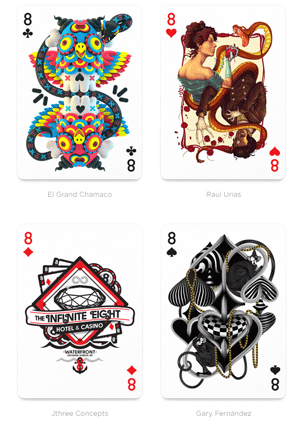 8
8
8
8
El Grand Chamaco
Raul Urias
8
8
THE INFINITE EIGHT
HOTEL & CASINO
WATERFRONT
8
8
Jthree Concepts
Gary Fernández